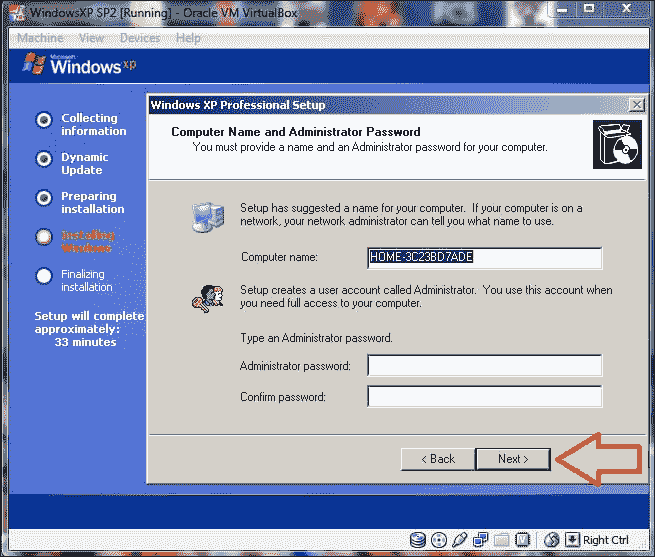 WindowsXP SP2 [Running] - Oracle VM VirtualBox
Machine View Devices Help
Microsoft
Windows xp
Collecting
information
Dynamic
Update
Preparing
installation
Installing
Windows
Finalizing
installation
Setup will complete
approximately:
33 minutes
Windows XP Professional Setup
Computer Name and Administrator Password
You must provide a name and an Administrator password for your computer.
Setup has suggested a name for your computer. If your computer is on a
network, your network administrator can tell you what name to use.
Computer name: HOME-3C23BD7ADE
Setup creates a user account called Administrator. You use this account when
you need full access to your computer.
Type an Administrator password.
Administrator password:
Confirm password:
< Back Next >
Right Ctrl